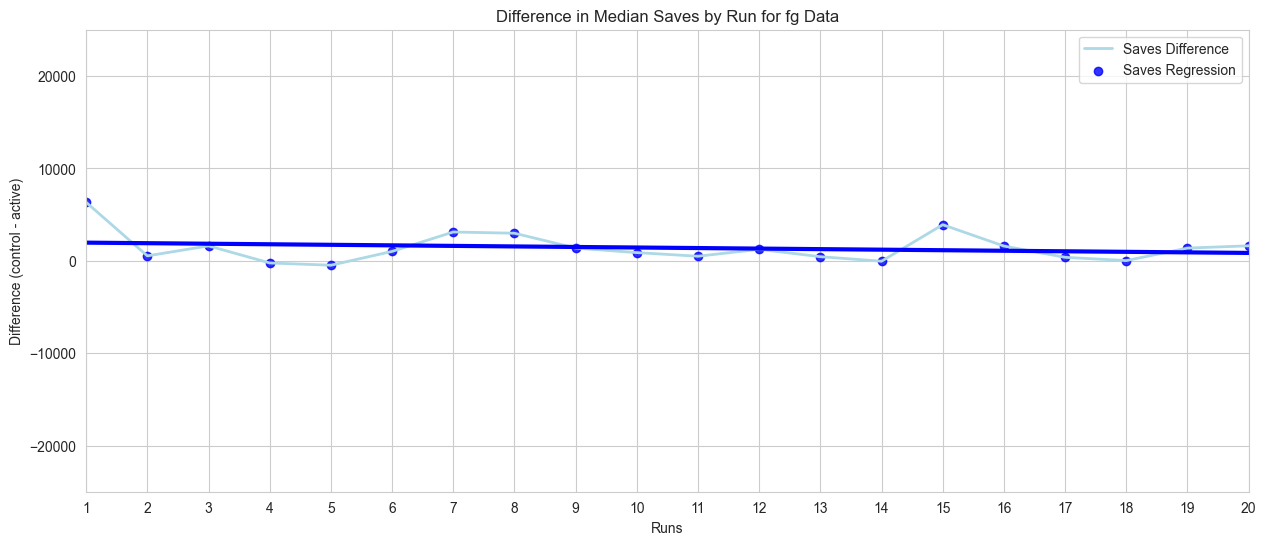 Difference in Median Saves by Run for fg Data
Saves Difference
Saves Regression
Difference (control - active)
20000
10000
0
−10000
−20000
1 2 3 4 5 6 7 8 9 10 11 12 13 14 15 16 17 18 19 20
Runs